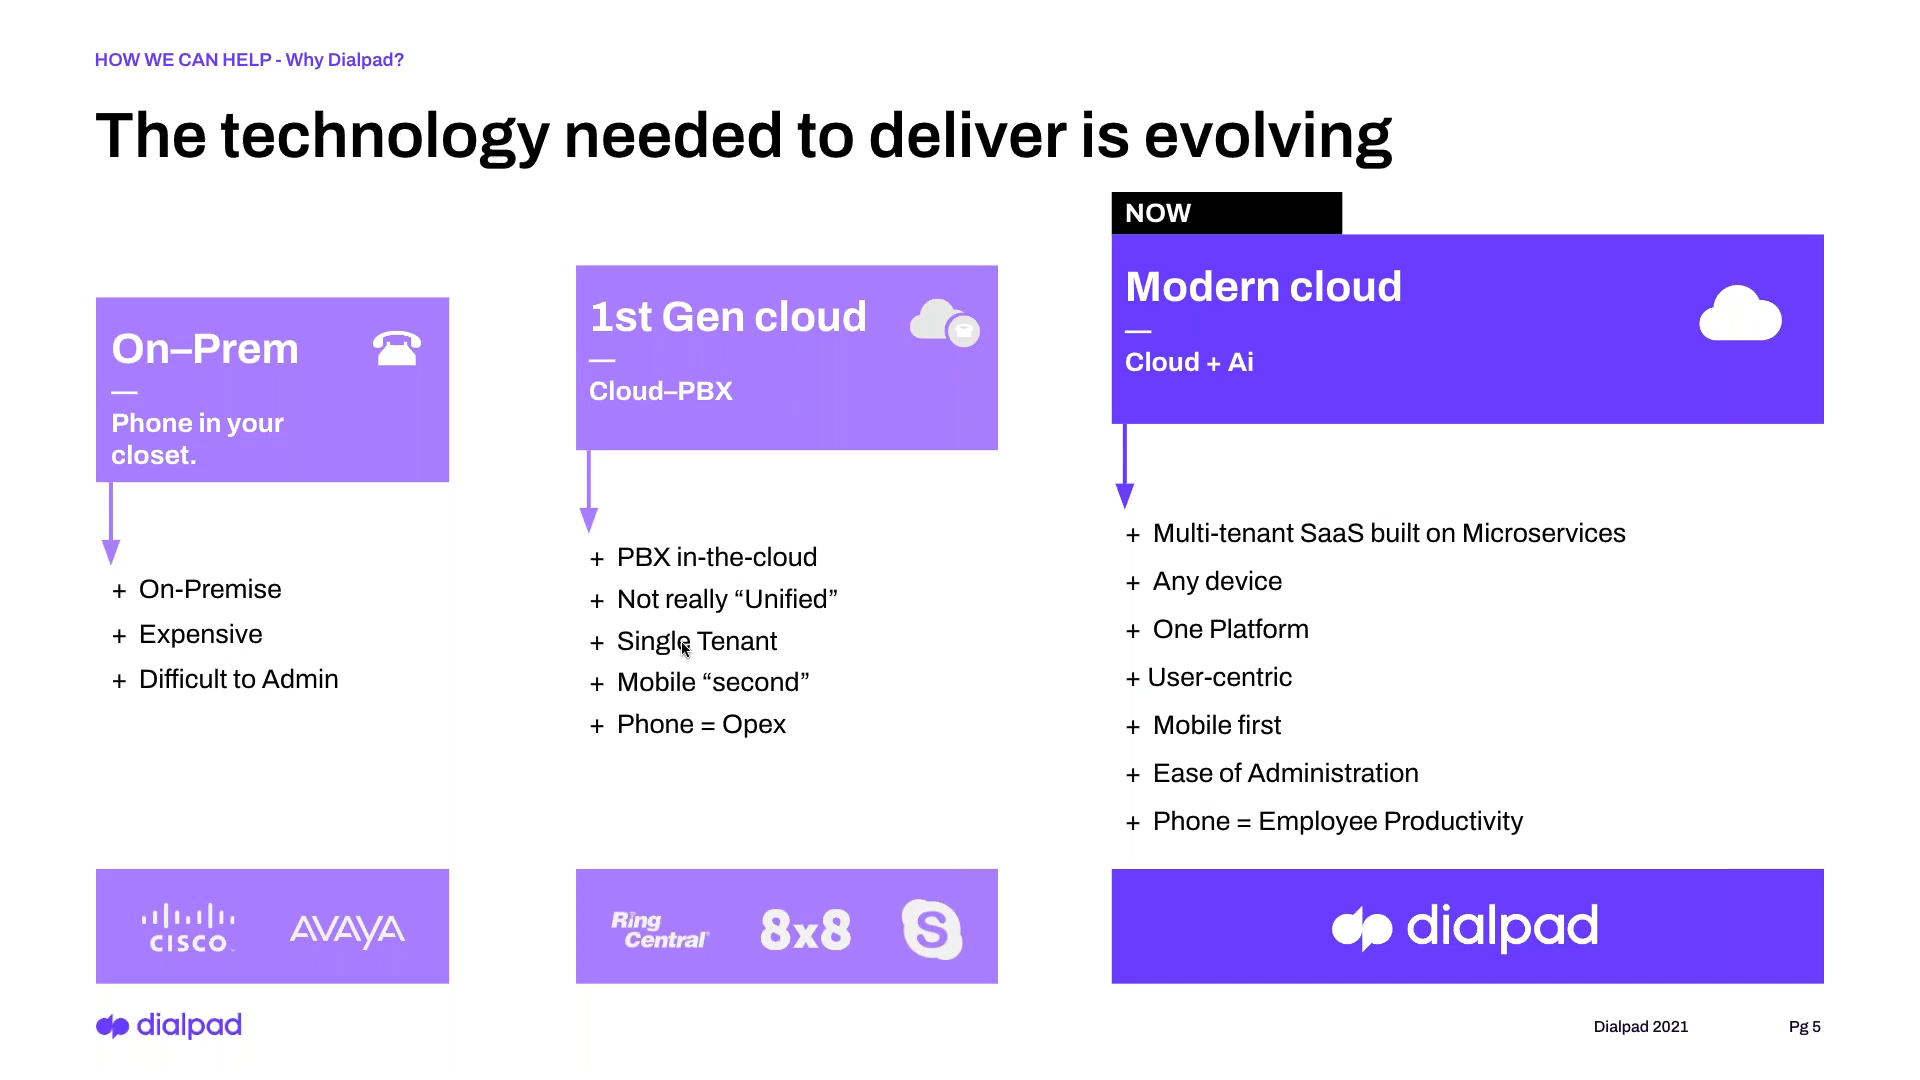 HOW WE CAN HELP - Why Dialpad?
The technology needed to deliver is evolving
On–Prem
—
Phone in your
closet.
+ On-Premise
+ Expensive
+ Difficult to Admin
CISCO
AVAYA
1st Gen cloud
—
Cloud–PBX
+ PBX in-the-cloud
+ Not really “Unified”
+ Single Tenant
+ Mobile “second”
+ Phone = Opex
Ring
Central
8x8
S
NOW
Modern cloud
—
Cloud + Ai
+ Multi-tenant SaaS built on Microservices
+ Any device
+ One Platform
+ User-centric
+ Mobile first
+ Ease of Administration
+ Phone = Employee Productivity
dialpad
dialpad
Dialpad 2021
Pg 5